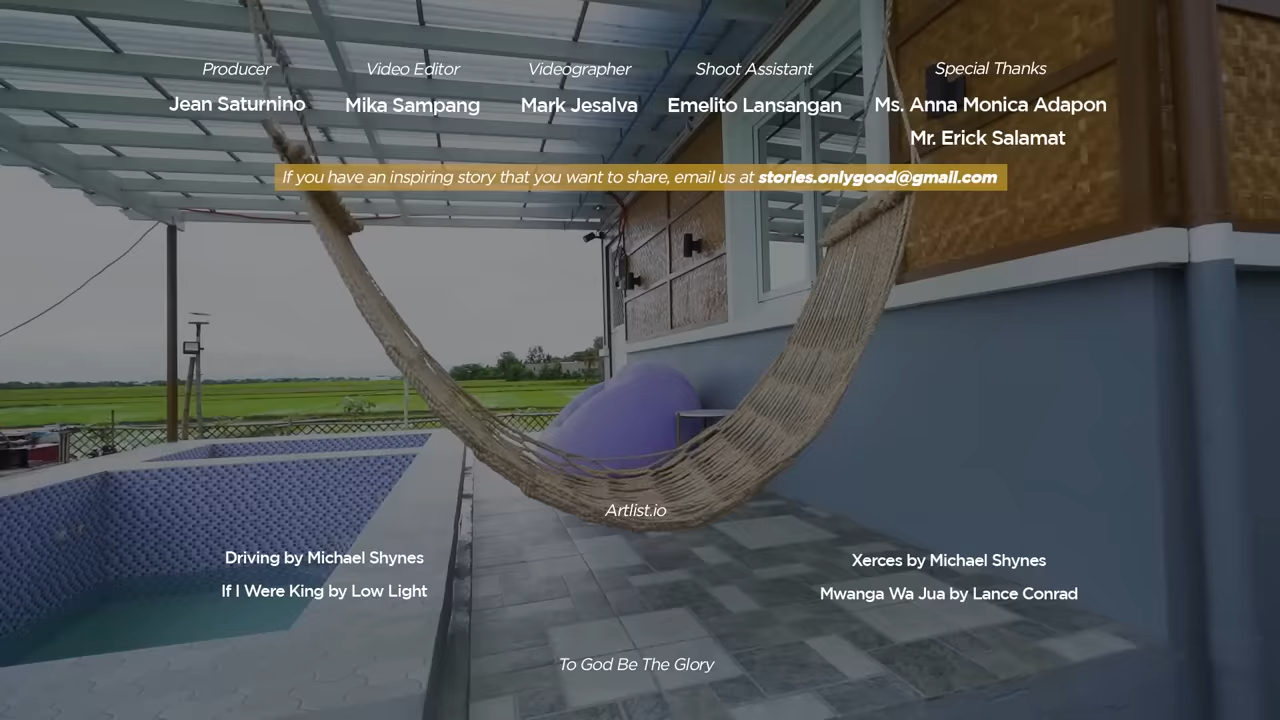 Producer
Jean Saturnino
Video Editor
Mika Sampang
Videographer
Mark Jesalva
Shoot Assistant
Emelito Lansangan
Special Thanks
Ms. Anna Monica Adapon
Mr. Erick Salamat
If you have an inspiring story that you want to share, email us at stories.onlygood@gmail.com
Artlist.io
Driving by Michael Shynes
If I Were King by Low Light
Xerces by Michael Shynes
Mwanga Wa Jua by Lance Conrad
To God Be The Glory